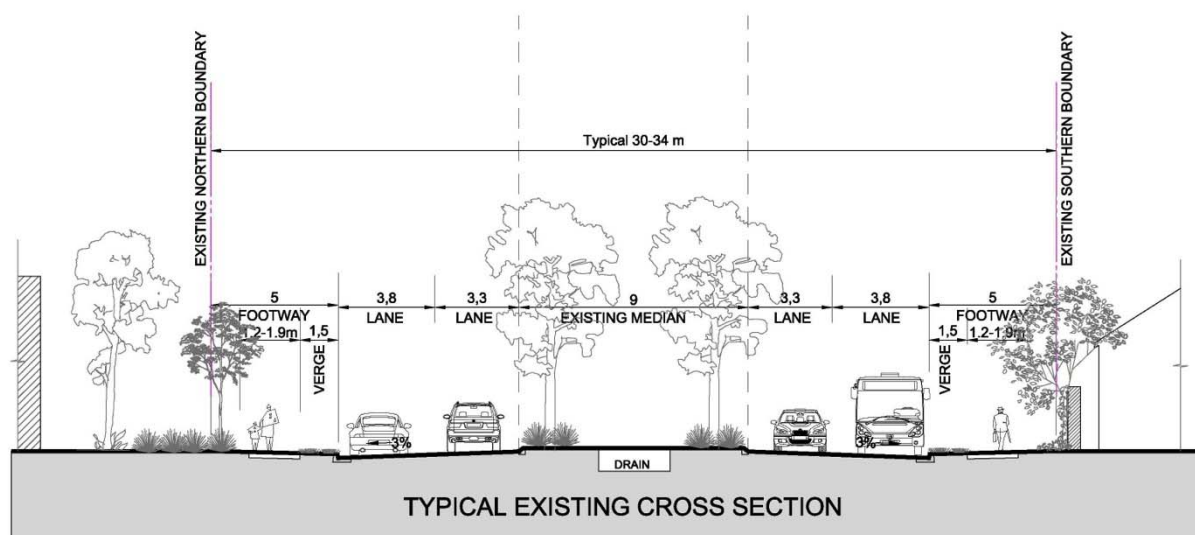 EXISTING NORTHERN BOUNDARY
EXISTING SOUTHERN BOUNDARY
Typical 30-34 m
5
3,8
3,3
9
3,3
3,8
5
FOOTWAY
LANE
LANE
EXISTING MEDIAN
LANE
LANE
FOOTWAY
1.2-1.9m
1,5
1,5
1.2-1.9m
VERGE
VERGE
3%
3%
DRAIN
TYPICAL EXISTING CROSS SECTION